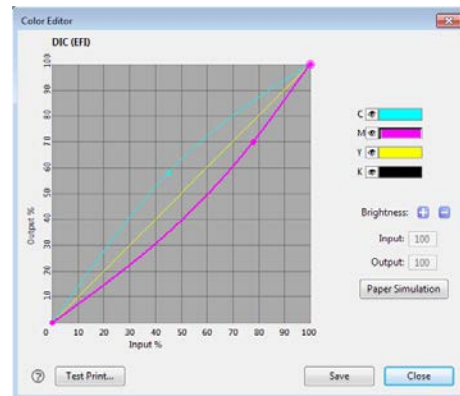 Color Editor
DIC (EFI)
100
90
80
70
60
50
40
30
20
10
Output %
0 10 20 30 40 50 60 70 80 90 100
Input %
C
M
Y
K
Brightness:
Input: 100
Output: 100
Paper Simulation
? Test Print...
Save
Close